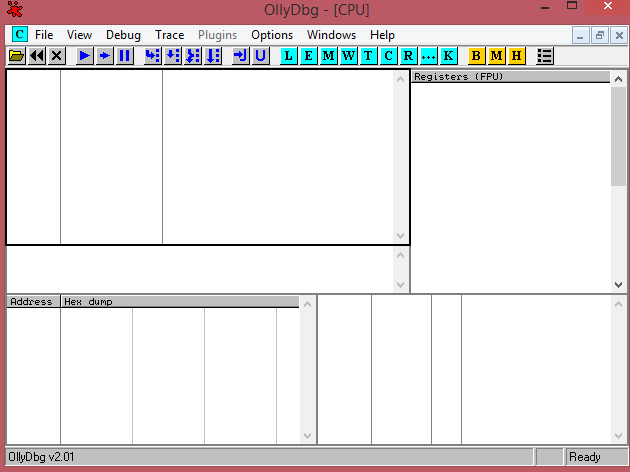 OllyDbg - [CPU]
C File View Debug Trace Plugins Options Windows Help
L E M W T C R ... K B M H
Registers (FPU)
Address Hex dump
OllyDbg v2.01 Ready